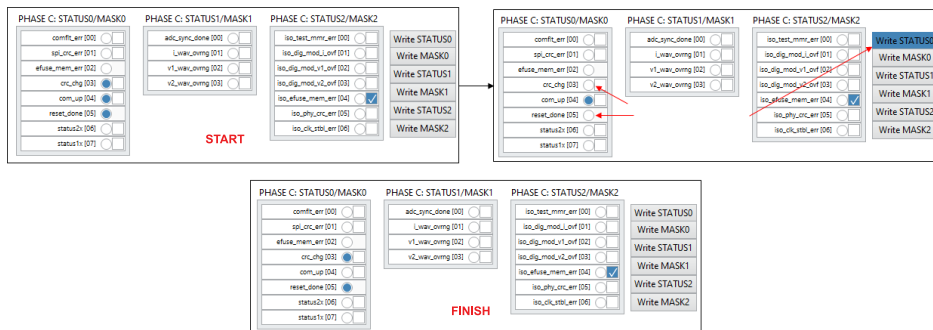 PHASE C: STATUS0/MASK0 PHASE C: STATUS1/MASK1 PHASE C: STATUS2/MASK2
comflt_err [00]
spi_crc_err [01]
efuse_mem_err [02]
crc_chg [03]
com_up [04]
reset_done [05]
status2x [06]
status1x [07]
adc_sync_done [00]
i_wav_ovrng [01]
v1_wav_ovrng [02]
v2_wav_ovrng [03]
iso_test_mmr_err [00]
iso_dig_mod_i_ovf [01]
iso_dig_mod_v1_ovf [02]
iso_dig_mod_v2_ovf [03]
iso_efuse_mem_err [04]
iso_phy_crc_err [05]
iso_clk_stbl_err [06]
Write STATUS0
Write MASK0
Write STATUS1
Write MASK1
Write STATUS2
Write MASK2
START
PHASE C: STATUS0/MASK0 PHASE C: STATUS1/MASK1 PHASE C: STATUS2/MASK2
comflt_err [00]
spi_crc_err [01]
efuse_mem_err [02]
crc_chg [03]
com_up [04]
reset_done [05]
status2x [06]
status1x [07]
adc_sync_done [00]
i_wav_ovrng [01]
v1_wav_ovrng [02]
v2_wav_ovrng [03]
iso_test_mmr_err [00]
iso_dig_mod_i_ovf [01]
iso_dig_mod_v1_ovf [02]
iso_dig_mod_v2_ovf [03]
iso_efuse_mem_err [04]
iso_phy_crc_err [05]
iso_clk_stbl_err [06]
Write STATUS0
Write MASK0
Write STATUS1
Write MASK1
Write STATUS2
Write MASK2
PHASE C: STATUS0/MASK0 PHASE C: STATUS1/MASK1 PHASE C: STATUS2/MASK2
comflt_err [00]
spi_crc_err [01]
efuse_mem_err [02]
crc_chg [03]
com_up [04]
reset_done [05]
status2x [06]
status1x [07]
adc_sync_done [00]
i_wav_ovrng [01]
v1_wav_ovrng [02]
v2_wav_ovrng [03]
iso_test_mmr_err [00]
iso_dig_mod_i_ovf [01]
iso_dig_mod_v1_ovf [02]
iso_dig_mod_v2_ovf [03]
iso_efuse_mem_err [04]
iso_phy_crc_err [05]
iso_clk_stbl_err [06]
Write STATUS0
Write MASK0
Write STATUS1
Write MASK1
Write STATUS2
Write MASK2
FINISH